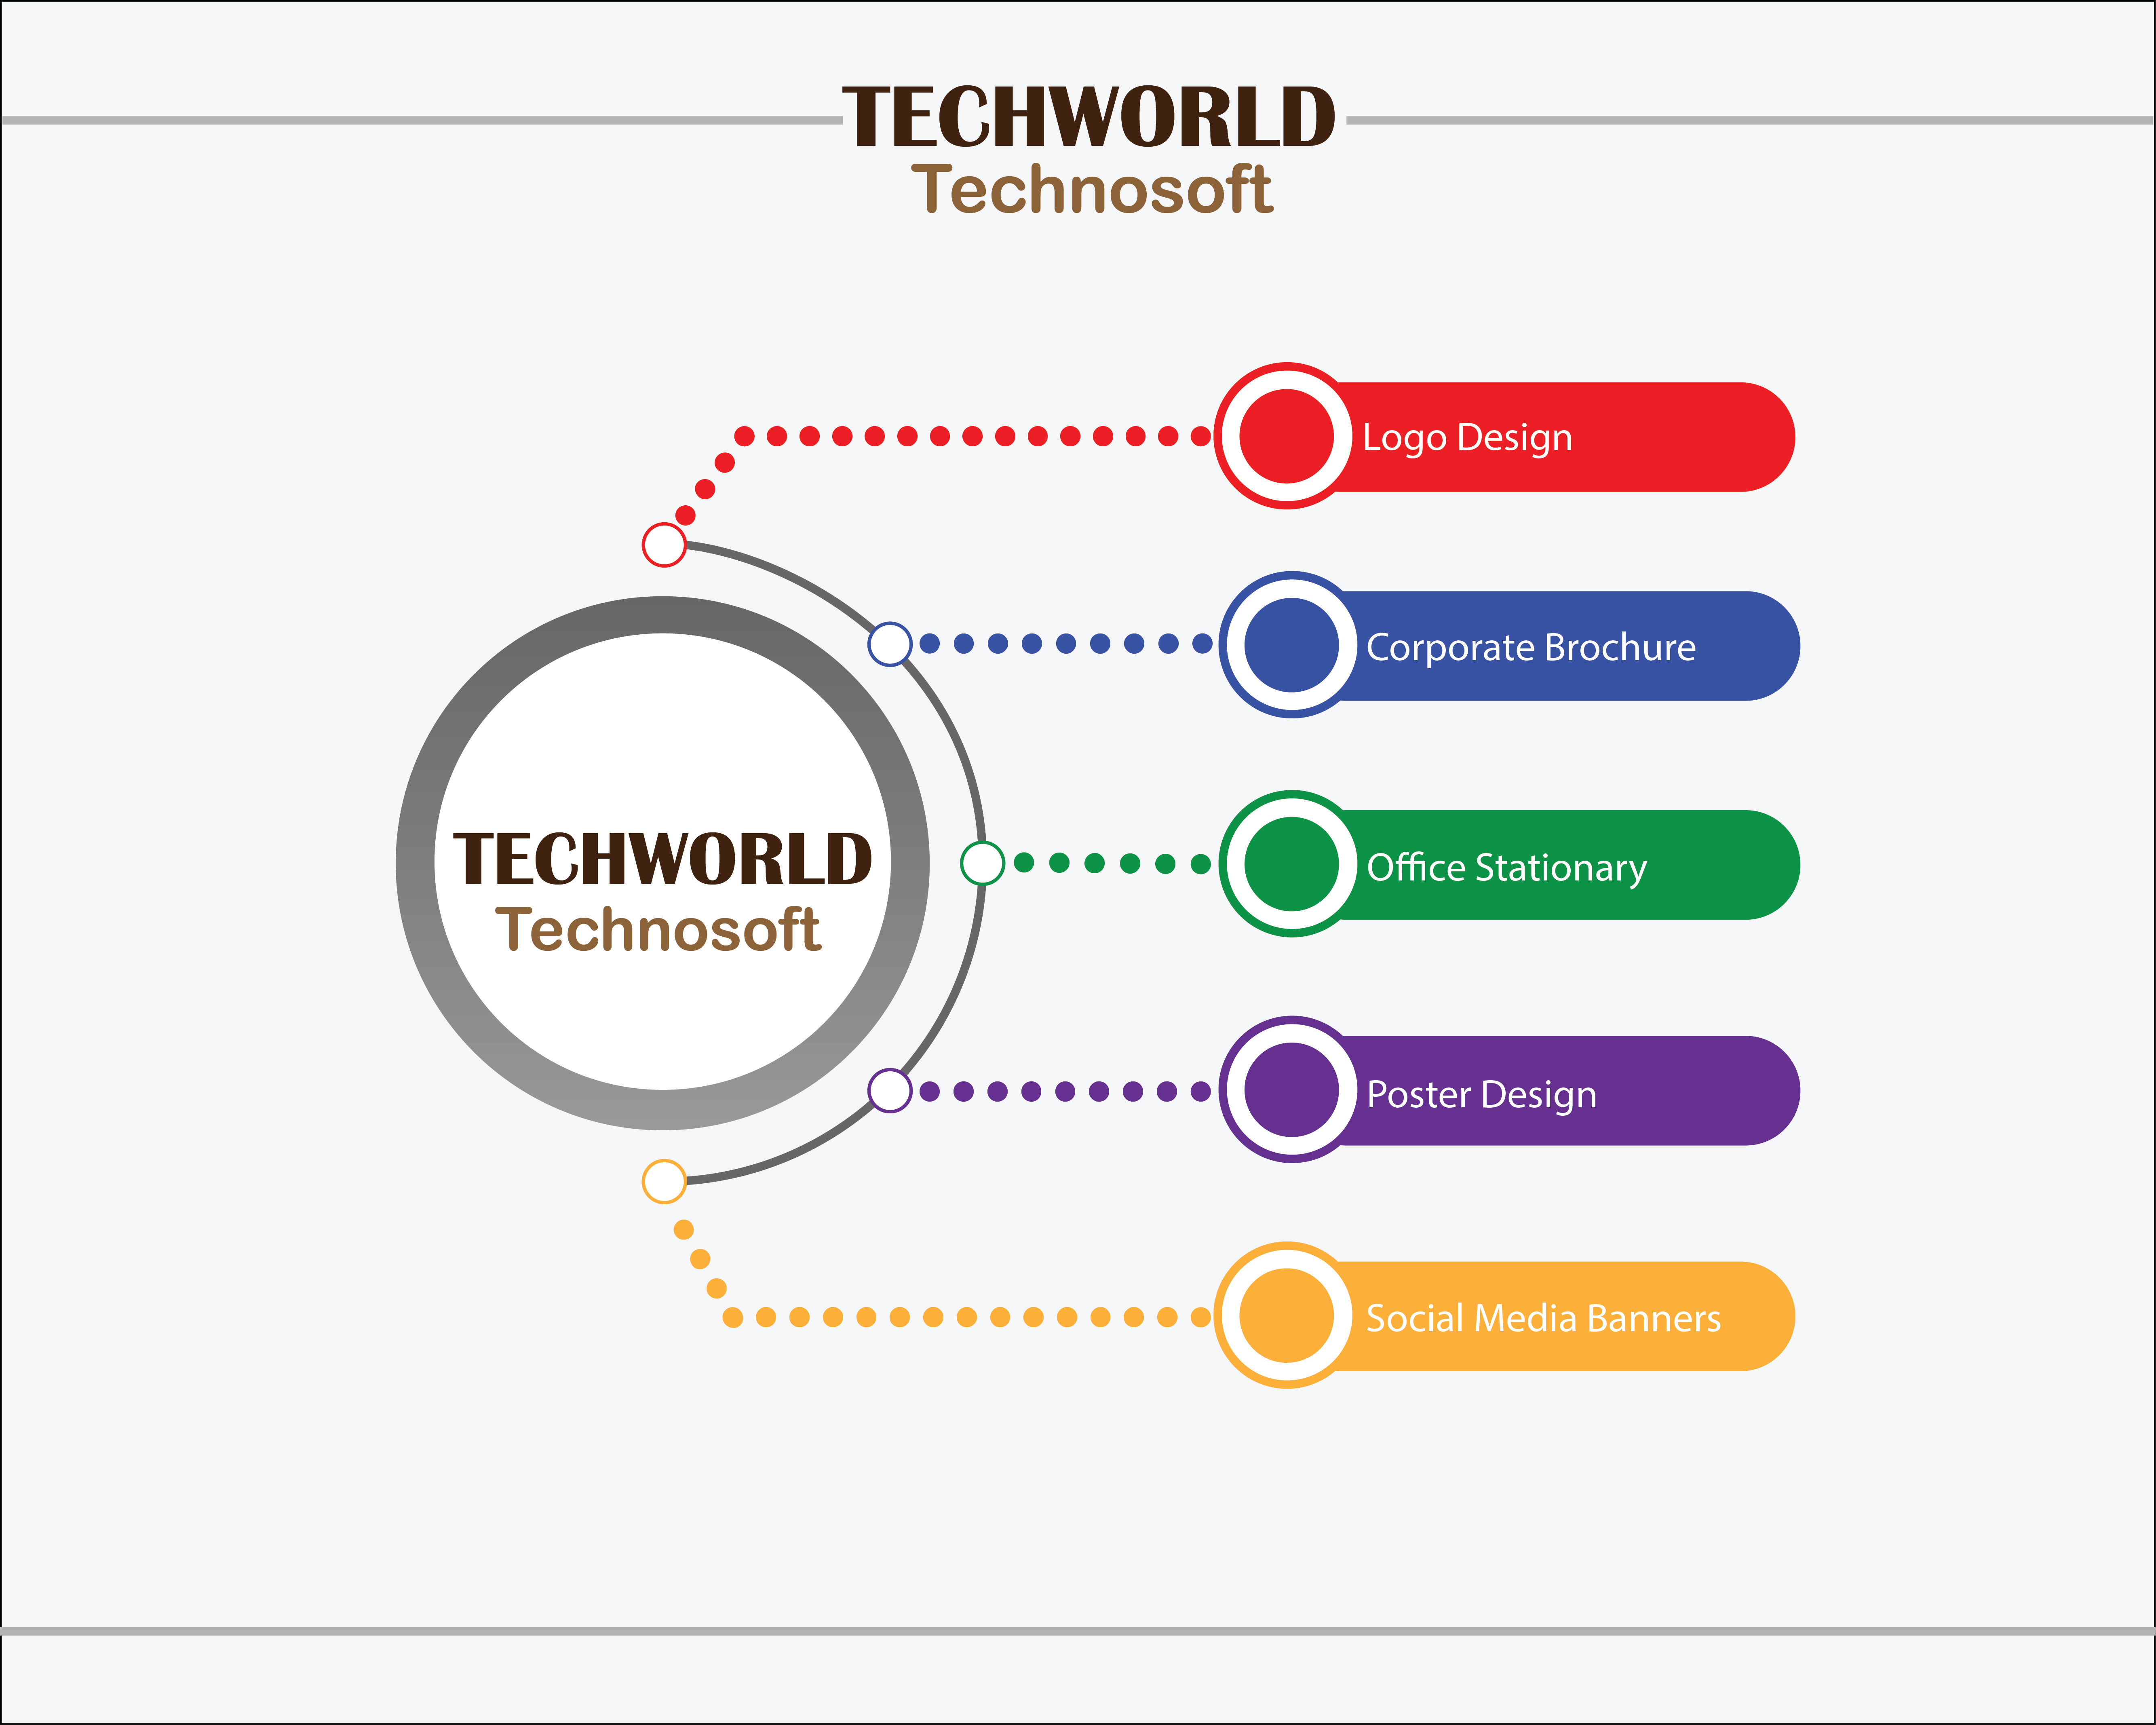 TECHWORLD
Technosoft
Logo Design
Corporate Brochure
TECHWORLD
Technosoft
Office Stationary
Poster Design
Social Media Banners